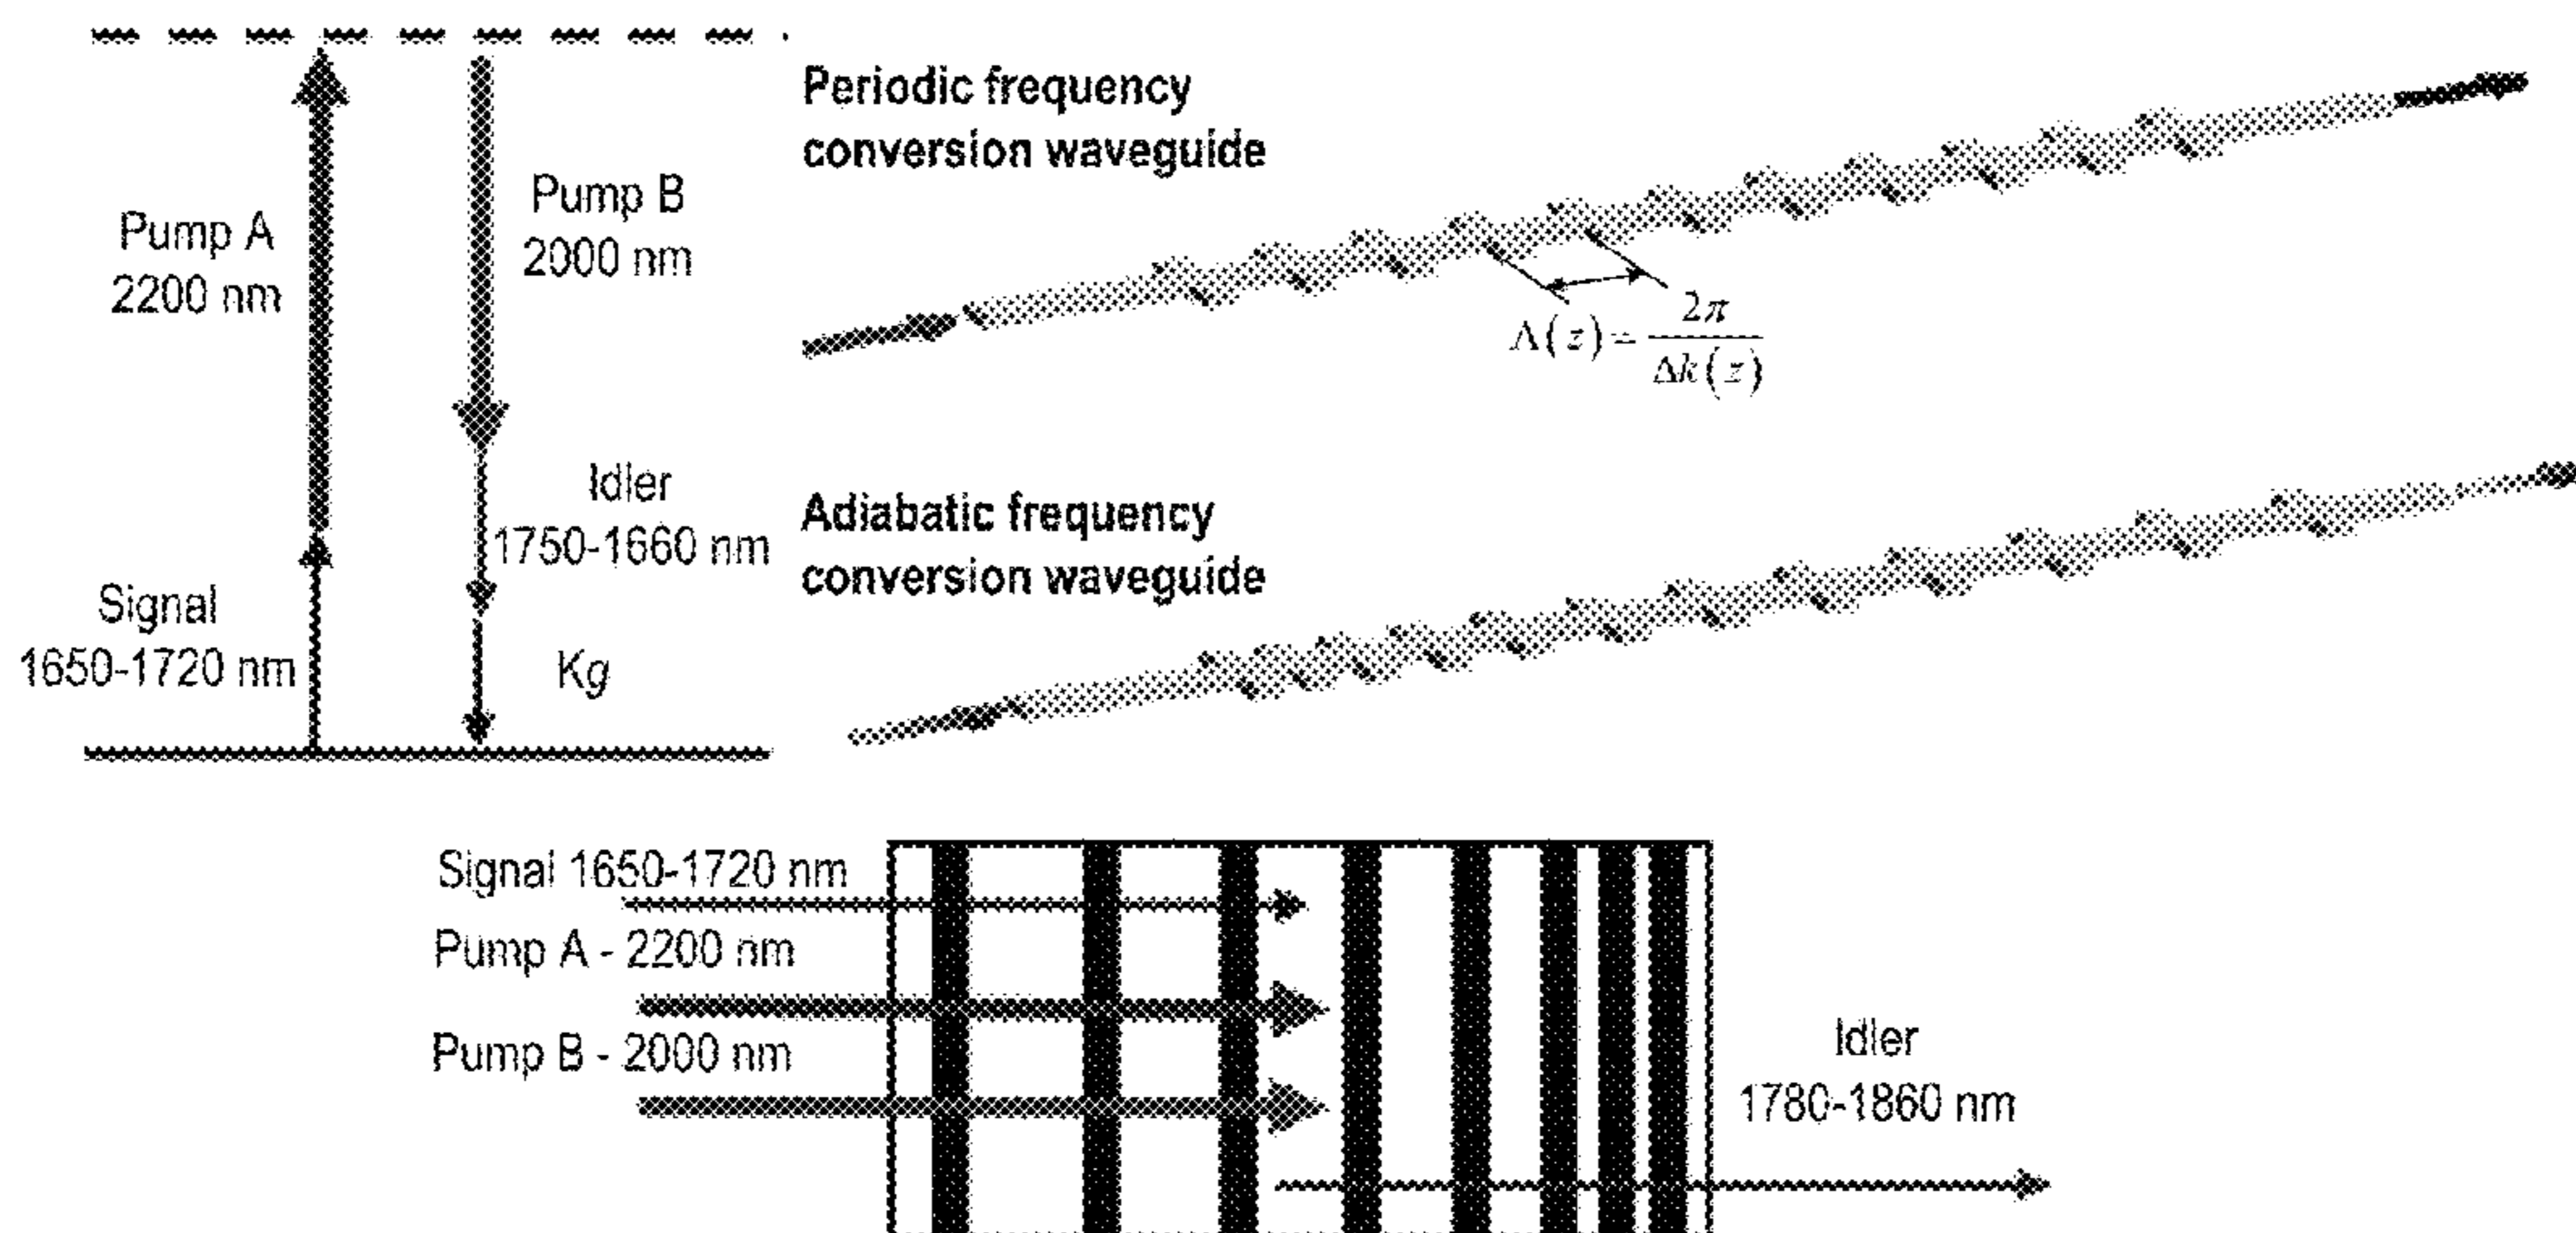 Pump A
2200 nm
Pump B
2000 nm
Idler
1750-1660 nm
Signal
1650-1720 nm
Kg
Periodic frequency
conversion waveguide
Λ(z) = 2π / Δk(z)
Adiabatic frequency
conversion waveguide
Signal 1650-1720 nm
Pump A - 2200 nm
Pump B - 2000 nm
Idler
1780-1860 nm